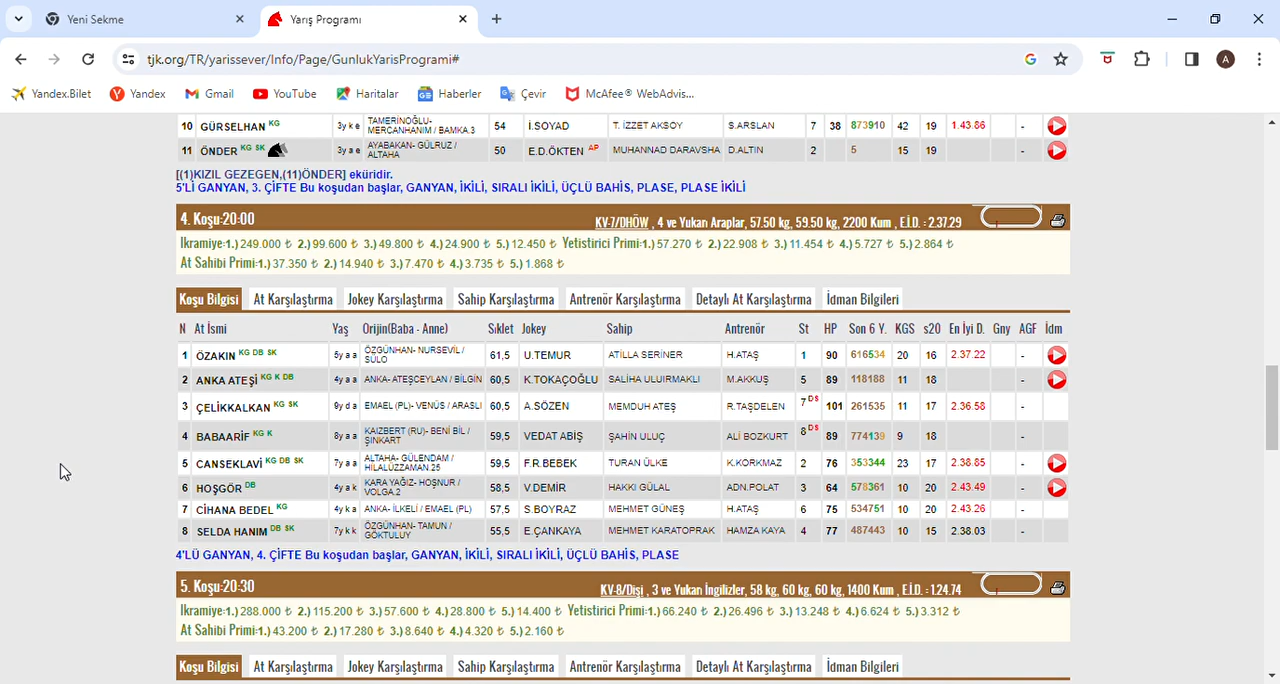 Yeni Sekme
Yarış Programı
tjk.org/TR/yarissever/Info/Page/GunlukYarisProgrami#
A
Yandex.Bilet Yandex Gmail YouTube Haritalar Haberler Çevir McAfee® WebAdvis...
10 GÜRSELHAN KG 3y k e TAMERİNOĞLU- MERCANHANIM / BAMKA.3 54 İ.SOYAD T. İZZET AKSOY S.ARSLAN 7 38 873910 42 19 1.43.86 -
11 ÖNDER KG SK 3y a e AYABAKAN- GÜLRUZ / ALTAHA 50 E.D.ÖKTEN AP MUHANNAD DARAVSHA D.ALTIN 2 5 15 19 -
[(1)KIZIL GEZEGEN,(11)ÖNDER] eküridir.
5'Lİ GANYAN, 3. ÇİFTE Bu koşudan başlar, GANYAN, İKİLİ, SIRALI İKİLİ, ÜÇLÜ BAHİS, PLASE, PLASE İKİLİ
4. Koşu:20:00 KV-7/DHÖW , 4 ve Yukarı Araplar, 57.50 kg, 59.50 kg, 2200 Kum , E.İ.D. : 2.37.29
Ikramiye:1.) 249.000 ₺ 2.) 99.600 ₺ 3.) 49.800 ₺ 4.) 24.900 ₺ 5.) 12.450 ₺ Yetistirici Primi:1.) 57.270 ₺ 2.) 22.908 ₺ 3.) 11.454 ₺ 4.) 5.727 ₺ 5.) 2.864 ₺
At Sahibi Primi:1.) 37.350 ₺ 2.) 14.940 ₺ 3.) 7.470 ₺ 4.) 3.735 ₺ 5.) 1.868 ₺
Koşu Bilgisi At Karşılaştırma Jokey Karşılaştırma Sahip Karşılaştırma Antrenör Karşılaştırma Detaylı At Karşılaştırma İdman Bilgileri
N At İsmi Yaş Orijin(Baba - Anne) Sıklet Jokey Sahip Antrenör St HP Son 6 Y. KGS s20 En İyi D. Gny AGF İdm
1 ÖZAKIN KG DB SK 5y a a ÖZGÜNHAN- NURSEVİL / SULO 61,5 U.TEMUR ATİLLA SERİNER H.ATAŞ 1 90 616534 20 16 2.37.22 -
2 ANKA ATEŞİ KG K DB 4y a a ANKA- ATEŞCEYLAN / BİLGİN 60,5 K.TOKAÇOĞLU SALİHA ULUIRMAKLI M.AKKUŞ 5 89 118188 11 18 -
3 ÇELİKKALKAN KG SK 9y d a EMAEL (PL)- VENÜS / ARASLI 60,5 A.SÖZEN MEMDUH ATEŞ R.TAŞDELEN 7 DS 101 261535 11 17 2.36.58 -
4 BABAARİF KG K 8y a a KAIZBERT (RU)- BENİ BİL / ŞINKART 59,5 VEDAT ABİŞ ŞAHİN ULUÇ ALİ BOZKURT 8 DS 89 774139 9 18 -
5 CANSEKLAVİ KG DB SK 7y a a ALTAHA- GÜLENDAM / HİLALÜZZAMAN 25 59,5 F.R.BEBEK TURAN ÜLKE K.KORKMAZ 2 76 353344 23 17 2.38.85 -
6 HOŞGÖR DB 4y a k KARA YAĞIZ- HOŞNUR / VOLGA.2 58,5 V.DEMİR HAKKI GÜLAL ADN.POLAT 3 64 578361 10 20 2.43.49 -
7 CİHANA BEDEL KG 4y k a ANKA- İLKELİ / EMAEL (PL) 57,5 S.BOYRAZ MEHMET GÜNEŞ H.ATAŞ 6 75 534751 10 20 2.43.26 -
8 SELDA HANIM DB SK 7y k k ÖZGÜNHAN- TAMUN / GÖKTULUY 55,5 E.ÇANKAYA MEHMET KARATOPRAK HAMZA KAYA 4 77 487443 10 15 2.38.03 -
4'LÜ GANYAN, 4. ÇİFTE Bu koşudan başlar, GANYAN, İKİLİ, SIRALI İKİLİ, ÜÇLÜ BAHİS, PLASE
5. Koşu:20:30 KV-8/Dişi , 3 ve Yukarı İngilizler, 58 kg, 60 kg, 60 kg, 1400 Kum , E.İ.D. : 1.24.74
Ikramiye:1.) 288.000 ₺ 2.) 115.200 ₺ 3.) 57.600 ₺ 4.) 28.800 ₺ 5.) 14.400 ₺ Yetistirici Primi:1.) 66.240 ₺ 2.) 26.496 ₺ 3.) 13.248 ₺ 4.) 6.624 ₺ 5.) 3.312 ₺
At Sahibi Primi:1.) 43.200 ₺ 2.) 17.280 ₺ 3.) 8.640 ₺ 4.) 4.320 ₺ 5.) 2.160 ₺
Koşu Bilgisi At Karşılaştırma Jokey Karşılaştırma Sahip Karşılaştırma Antrenör Karşılaştırma Detaylı At Karşılaştırma İdman Bilgileri